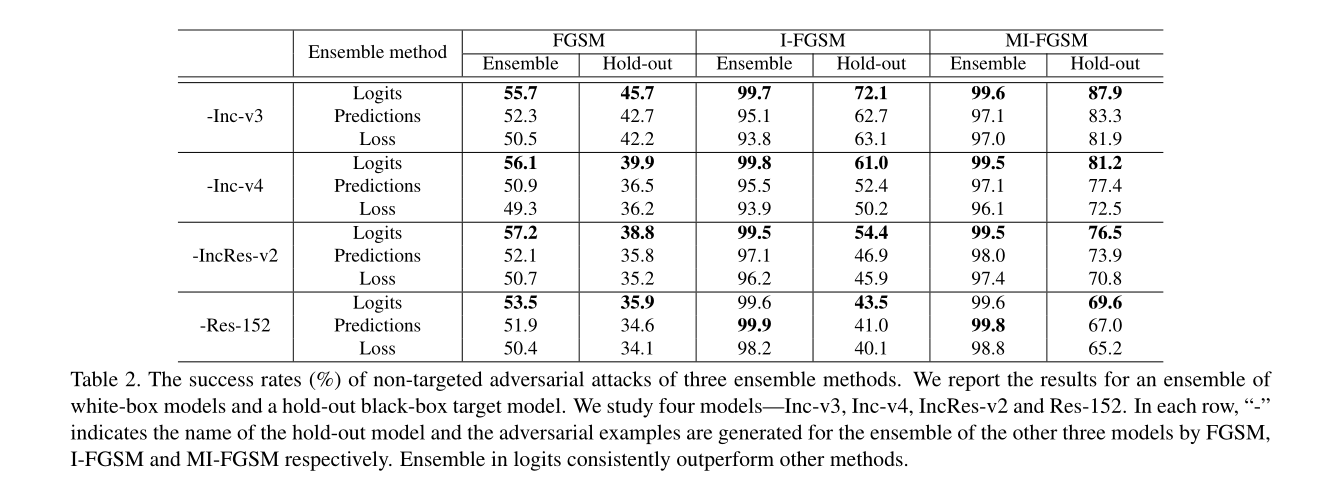 Ensemble method FGSM I-FGSM MI-FGSM
Ensemble Hold-out Ensemble Hold-out Ensemble Hold-out
-Inc-v3 Logits 55.7 45.7 99.7 72.1 99.6 87.9
Predictions 52.3 42.7 95.1 62.7 97.1 83.3
Loss 50.5 42.2 93.8 63.1 97.0 81.9
-Inc-v4 Logits 56.1 39.9 99.8 61.0 99.5 81.2
Predictions 50.9 36.5 95.5 52.4 97.1 77.4
Loss 49.3 36.2 93.9 50.2 96.1 72.5
-IncRes-v2 Logits 57.2 38.8 99.5 54.4 99.5 76.5
Predictions 52.1 35.8 97.1 46.9 98.0 73.9
Loss 50.7 35.2 96.2 45.9 97.4 70.8
-Res-152 Logits 53.5 35.9 99.6 43.5 99.6 69.6
Predictions 51.9 34.6 99.9 41.0 99.8 67.0
Loss 50.4 34.1 98.2 40.1 98.8 65.2
Table 2. The success rates (%) of non-targeted adversarial attacks of three ensemble methods. We report the results for an ensemble of
white-box models and a hold-out black-box target model. We study four models—Inc-v3, Inc-v4, IncRes-v2 and Res-152. In each row, “-”
indicates the name of the hold-out model and the adversarial examples are generated for the ensemble of the other three models by FGSM,
I-FGSM and MI-FGSM respectively. Ensemble in logits consistently outperform other methods.